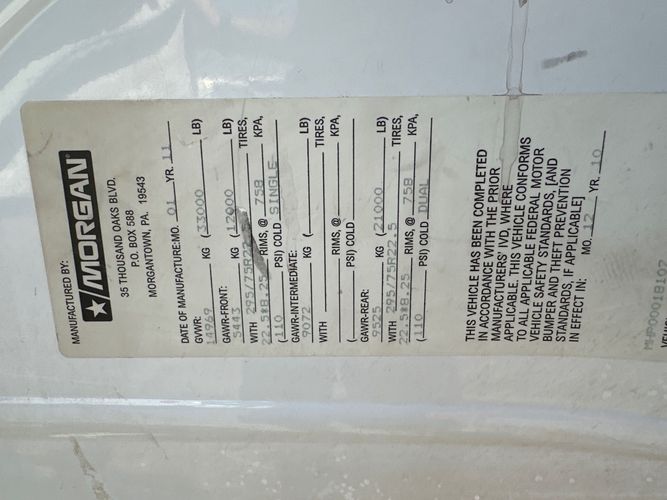 MANUFACTURED BY:
MORGAN
35 THOUSAND OAKS BLVD.
P.O. BOX 588
MORGANTOWN, PA. 19543
DATE OF MANUFACTURE: MO. 01 YR. 11
GVWR:
14969 KG (33000 LB)
GAWR-FRONT:
5443 KG (12000 LB)
WITH 295/75R22. TIRES,
22.5*8.25 RIMS, @ 758 KPA,
(110 PSI) COLD SINGLE
GAWR-INTERMEDIATE:
9072 KG ( LB)
WITH TIRES,
RIMS, @ KPA,
( PSI) COLD
GAWR-REAR:
9525 KG (21000 LB)
WITH 295/75R22.5 TIRES,
22.5*8.25 RIMS, @ 758 KPA,
(110 PSI) COLD DUAL
THIS VEHICLE HAS BEEN COMPLETED
IN ACCORDANCE WITH THE PRIOR
MANUFACTURERS' IVD, WHERE
APPLICABLE. THIS VEHICLE CONFORMS
TO ALL APPLICABLE FEDERAL MOTOR
VEHICLE SAFETY STANDARDS, [AND
BUMPER AND THEFT PREVENTION
STANDARDS, IF APPLICABLE]
IN EFFECT IN: MO. 12 YR. 10